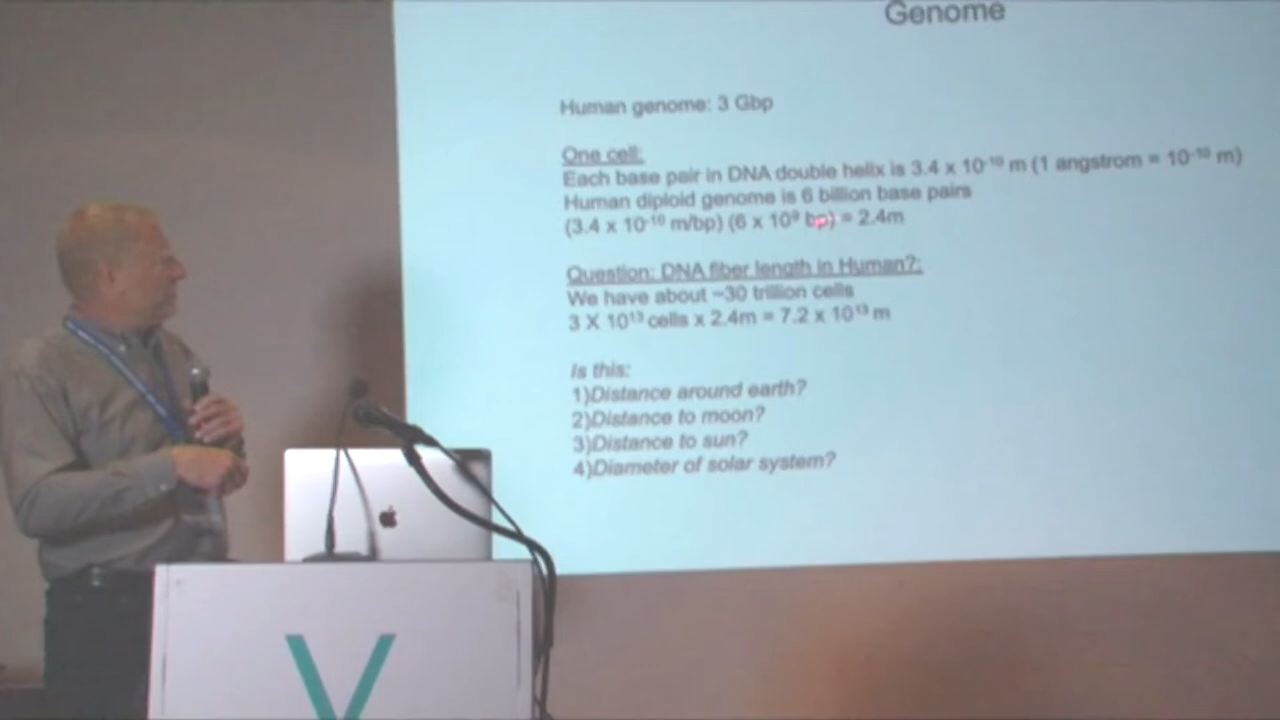 Genome
Human genome: 3 Gbp
One cell:
Each base pair in DNA double helix is 3.4 x 10⁻¹⁰ m (1 angstrom = 10⁻¹⁰ m)
Human diploid genome is 6 billion base pairs
(3.4 x 10⁻¹⁰ m/bp) (6 x 10⁹ bp) = 2.4m
Question: DNA fiber length in Human?:
We have about ~30 trillion cells
3 X 10¹³ cells x 2.4m = 7.2 x 10¹³ m
Is this:
1)Distance around earth?
2)Distance to moon?
3)Distance to sun?
4)Diameter of solar system?
V